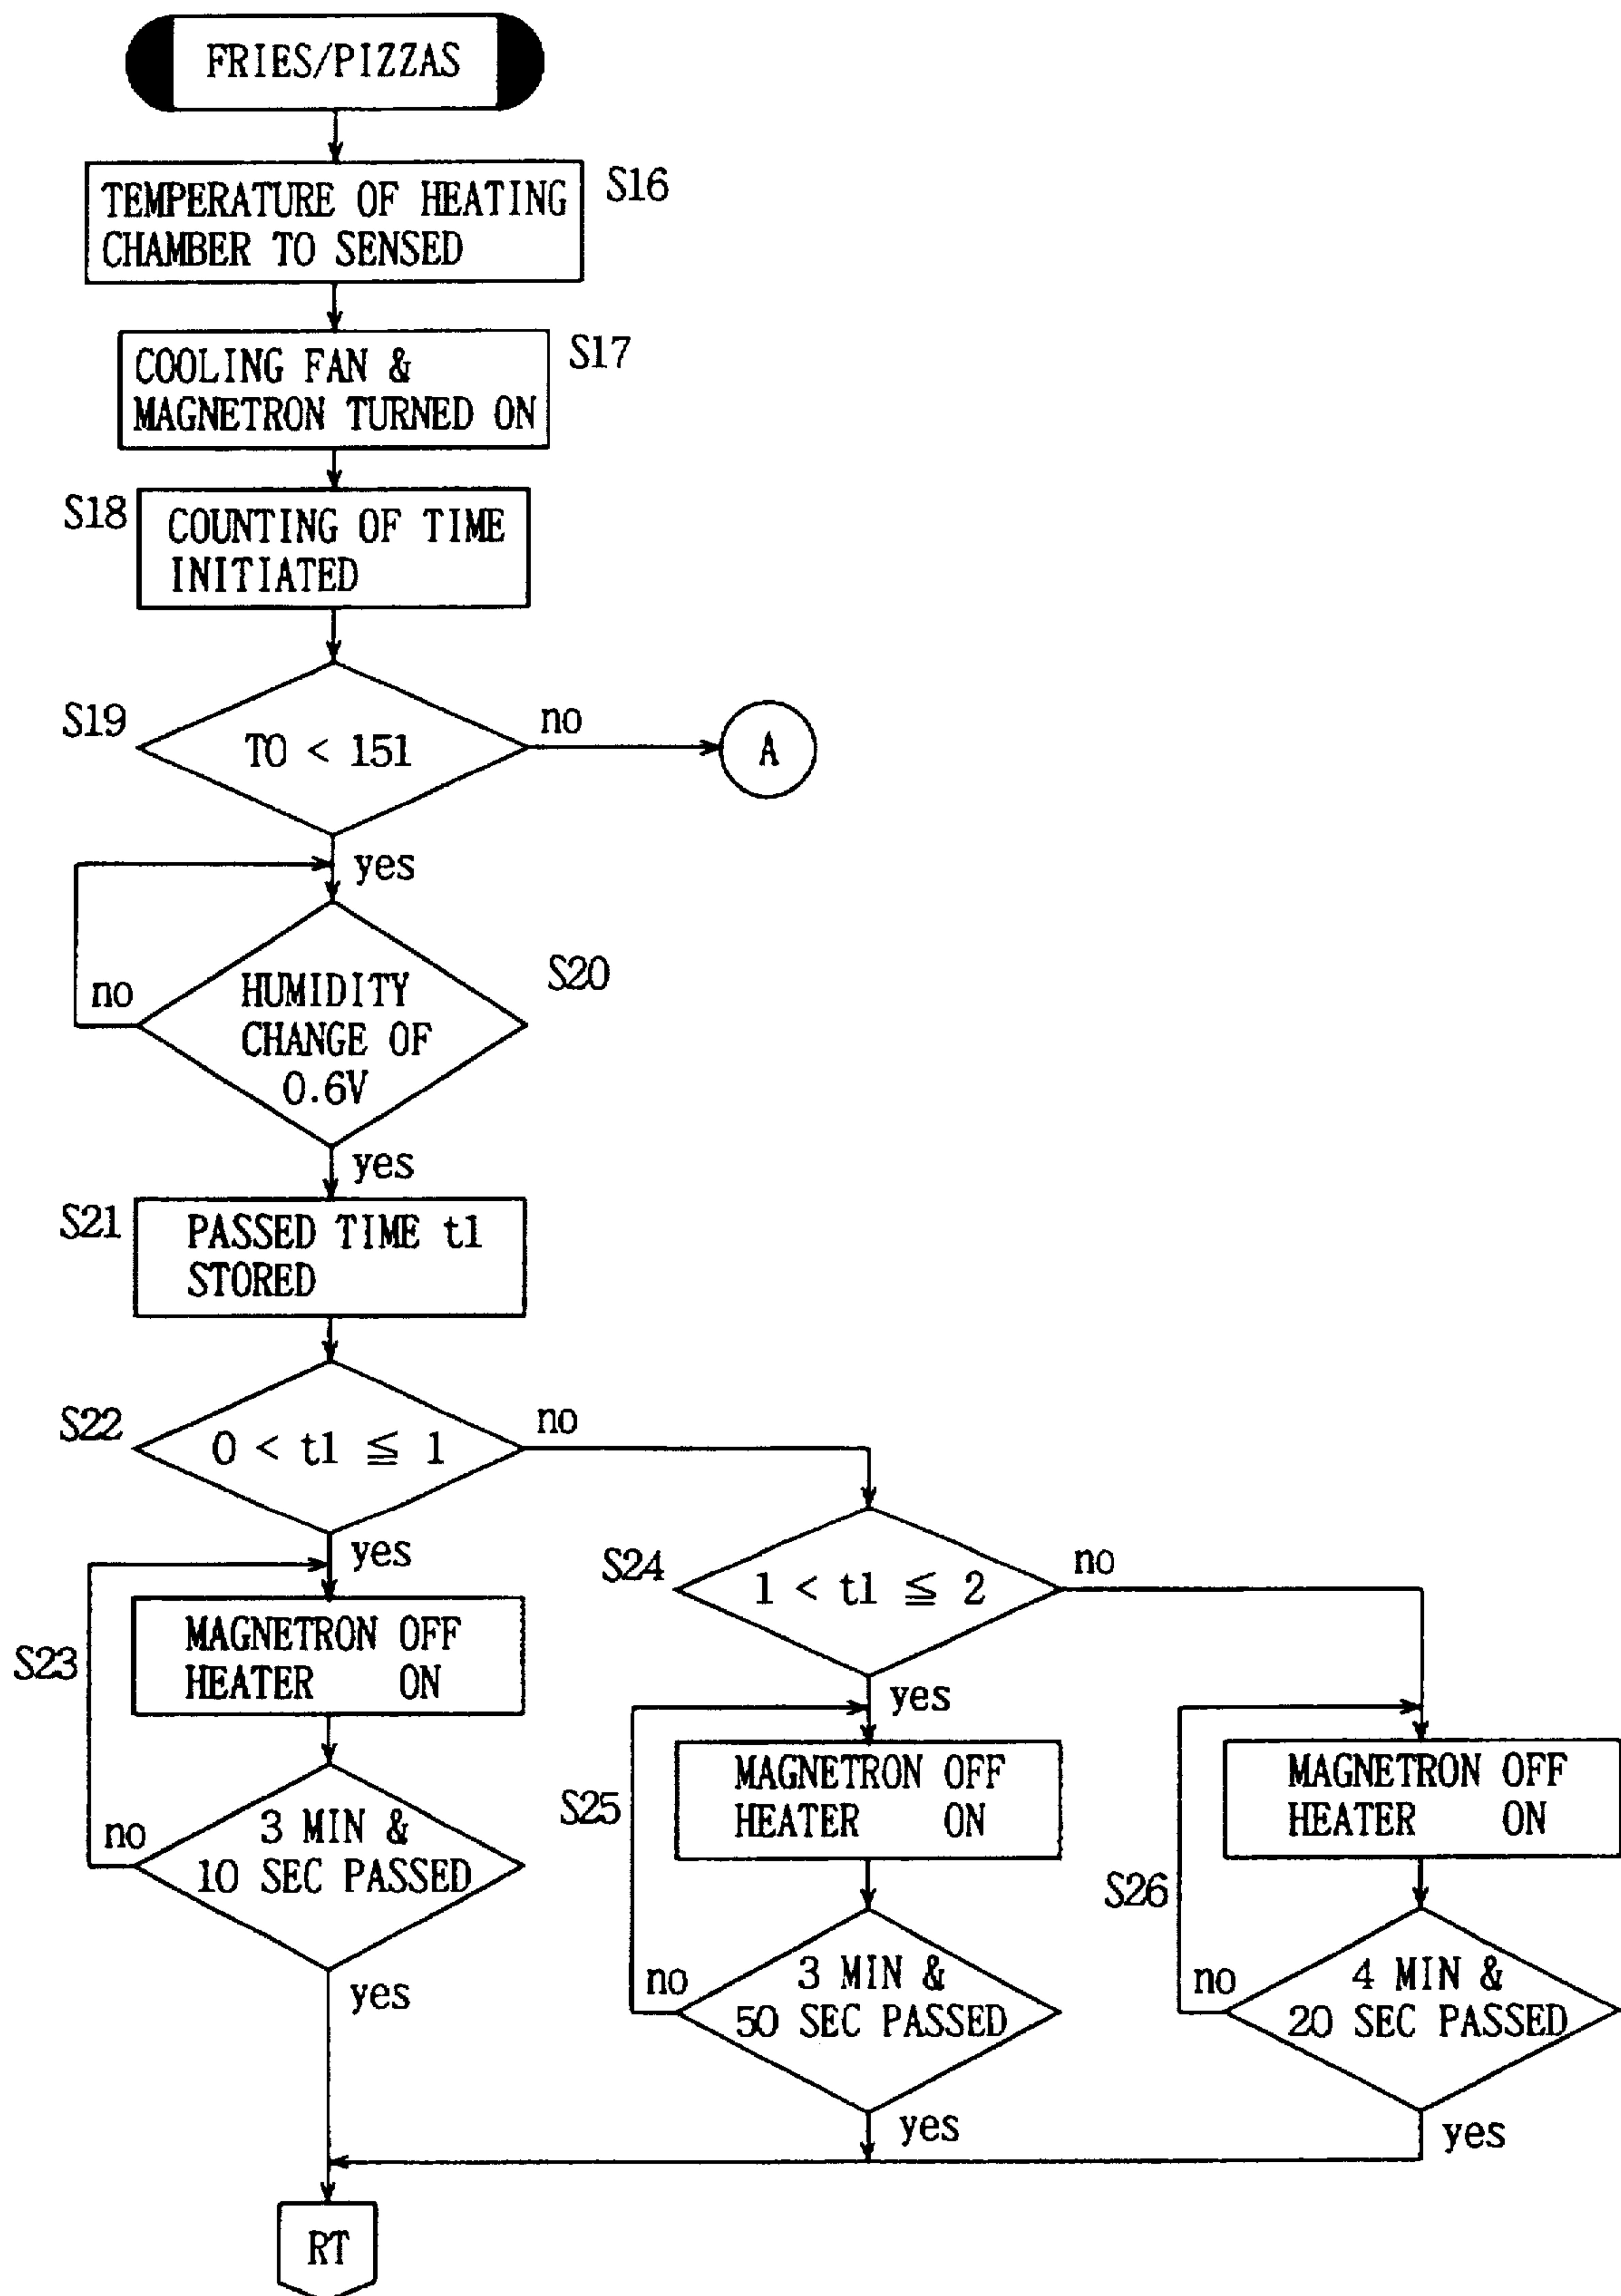 FRIES/PIZZAS
TEMPERATURE OF HEATING
CHAMBER TO SENSED
S16
COOLING FAN &
MAGNETRON TURNED ON
S17
S18
COUNTING OF TIME
INITIATED
S19
TO < 151
no
A
yes
S20
no
HUMIDITY
CHANGE OF
0.6V
yes
S21
PASSED TIME t1
STORED
S22
0 < t1 ≦ 1
no
yes
S23
MAGNETRON OFF
HEATER ON
no
3 MIN &
10 SEC PASSED
yes
S24
1 < t1 ≦ 2
no
yes
S25
MAGNETRON OFF
HEATER ON
no
3 MIN &
50 SEC PASSED
yes
MAGNETRON OFF
HEATER ON
S26
no
4 MIN &
20 SEC PASSED
yes
RT